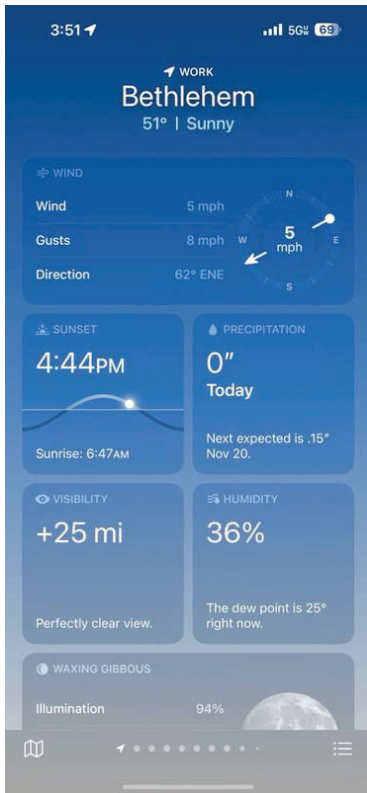 3:51
5G
69
WORK
Bethlehem
51° | Sunny
WIND
Wind 5 mph
Gusts 8 mph
Direction 62° ENE
N
W
E
S
5
mph
SUNSET
4:44PM
Sunrise: 6:47AM
PRECIPITATION
0”
Today
Next expected is .15”
Nov 20.
VISIBILITY
+25 mi
Perfectly clear view.
HUMIDITY
36%
The dew point is 25°
right now.
WAXING GIBBOUS
Illumination 94%